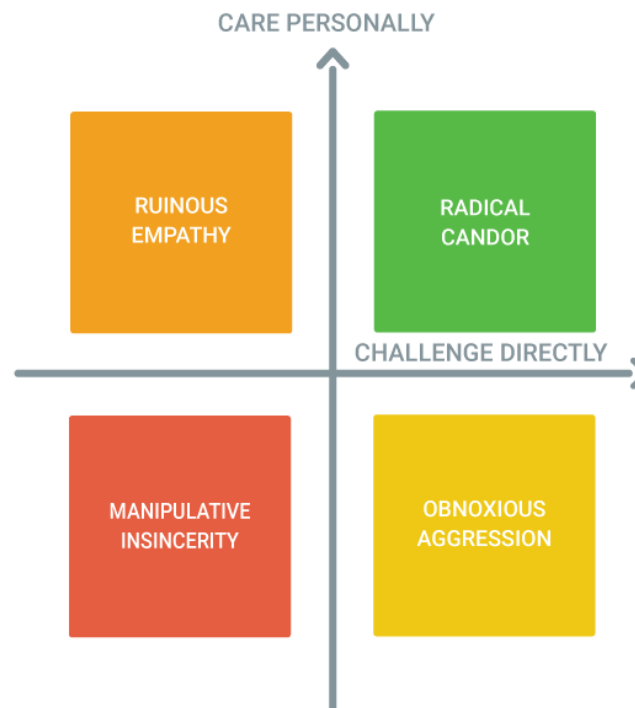 CARE PERSONALLY
RUINOUS
EMPATHY
RADICAL
CANDOR
CHALLENGE DIRECTLY
MANIPULATIVE
INSINCERITY
OBNOXIOUS
AGGRESSION